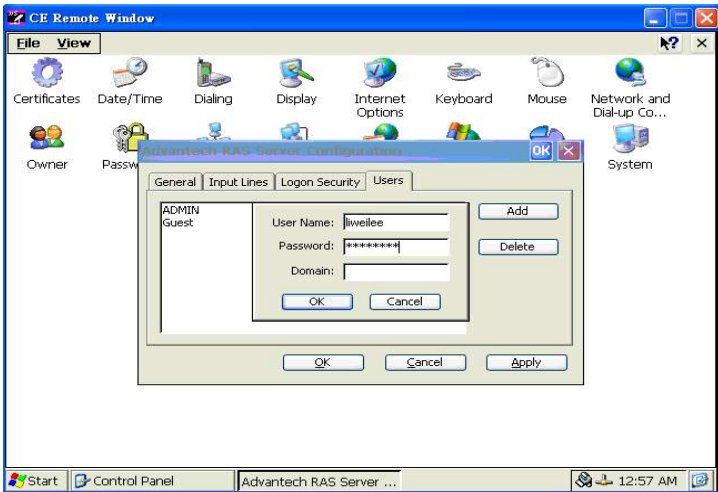 CE Remote Window
File View
Certificates Date/Time Dialing Display Internet Options Keyboard Mouse Network and Dial-up Co...
Owner Passw System
Advantech RAS Server Configuration OK
General Input Lines Logon Security Users
ADMIN
Guest
User Name: liweilee
Password: ********
Domain:
OK Cancel
Add
Delete
OK Cancel Apply
Start Control Panel Advantech RAS Server ... 12:57 AM